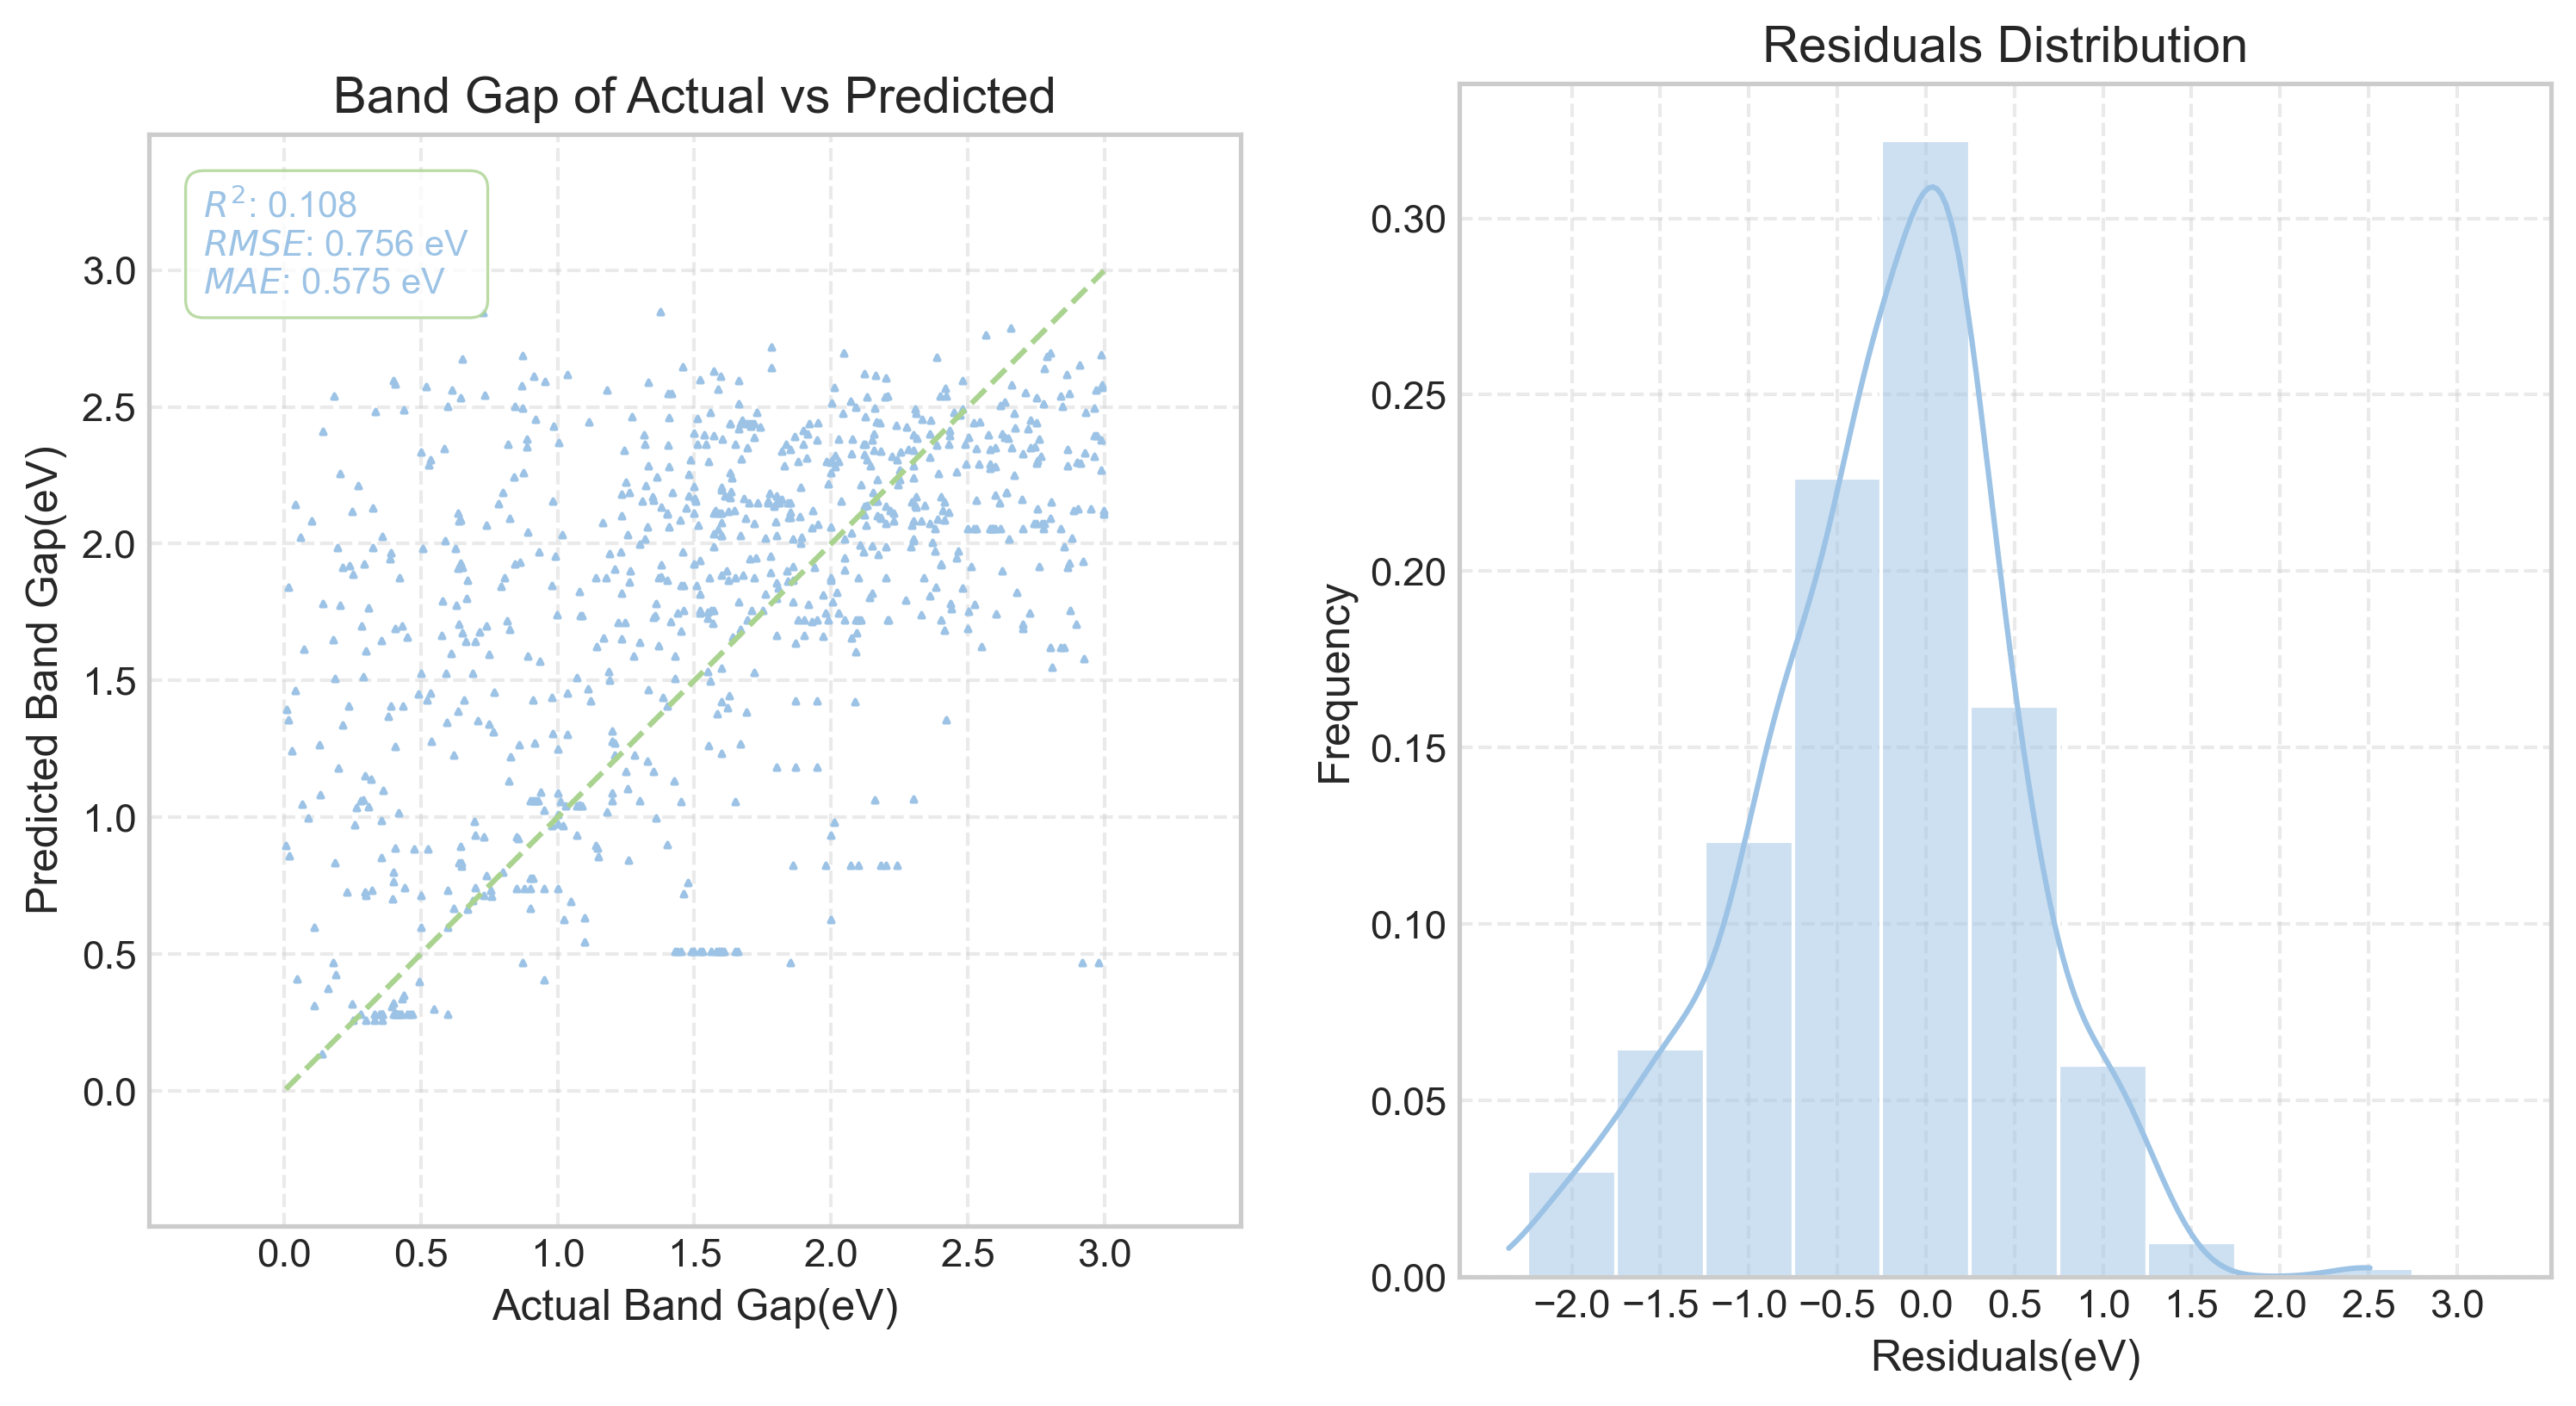 Band Gap of Actual vs Predicted
R²: 0.108
RMSE: 0.756 eV
MAE: 0.575 eV
3.0
2.5
2.0
1.5
1.0
0.5
0.0
Predicted Band Gap(eV)
0.0 0.5 1.0 1.5 2.0 2.5 3.0
Actual Band Gap(eV)
Residuals Distribution
0.30
0.25
0.20
0.15
0.10
0.05
0.00
Frequency
−2.0 −1.5 −1.0 −0.5 0.0 0.5 1.0 1.5 2.0 2.5 3.0
Residuals(eV)